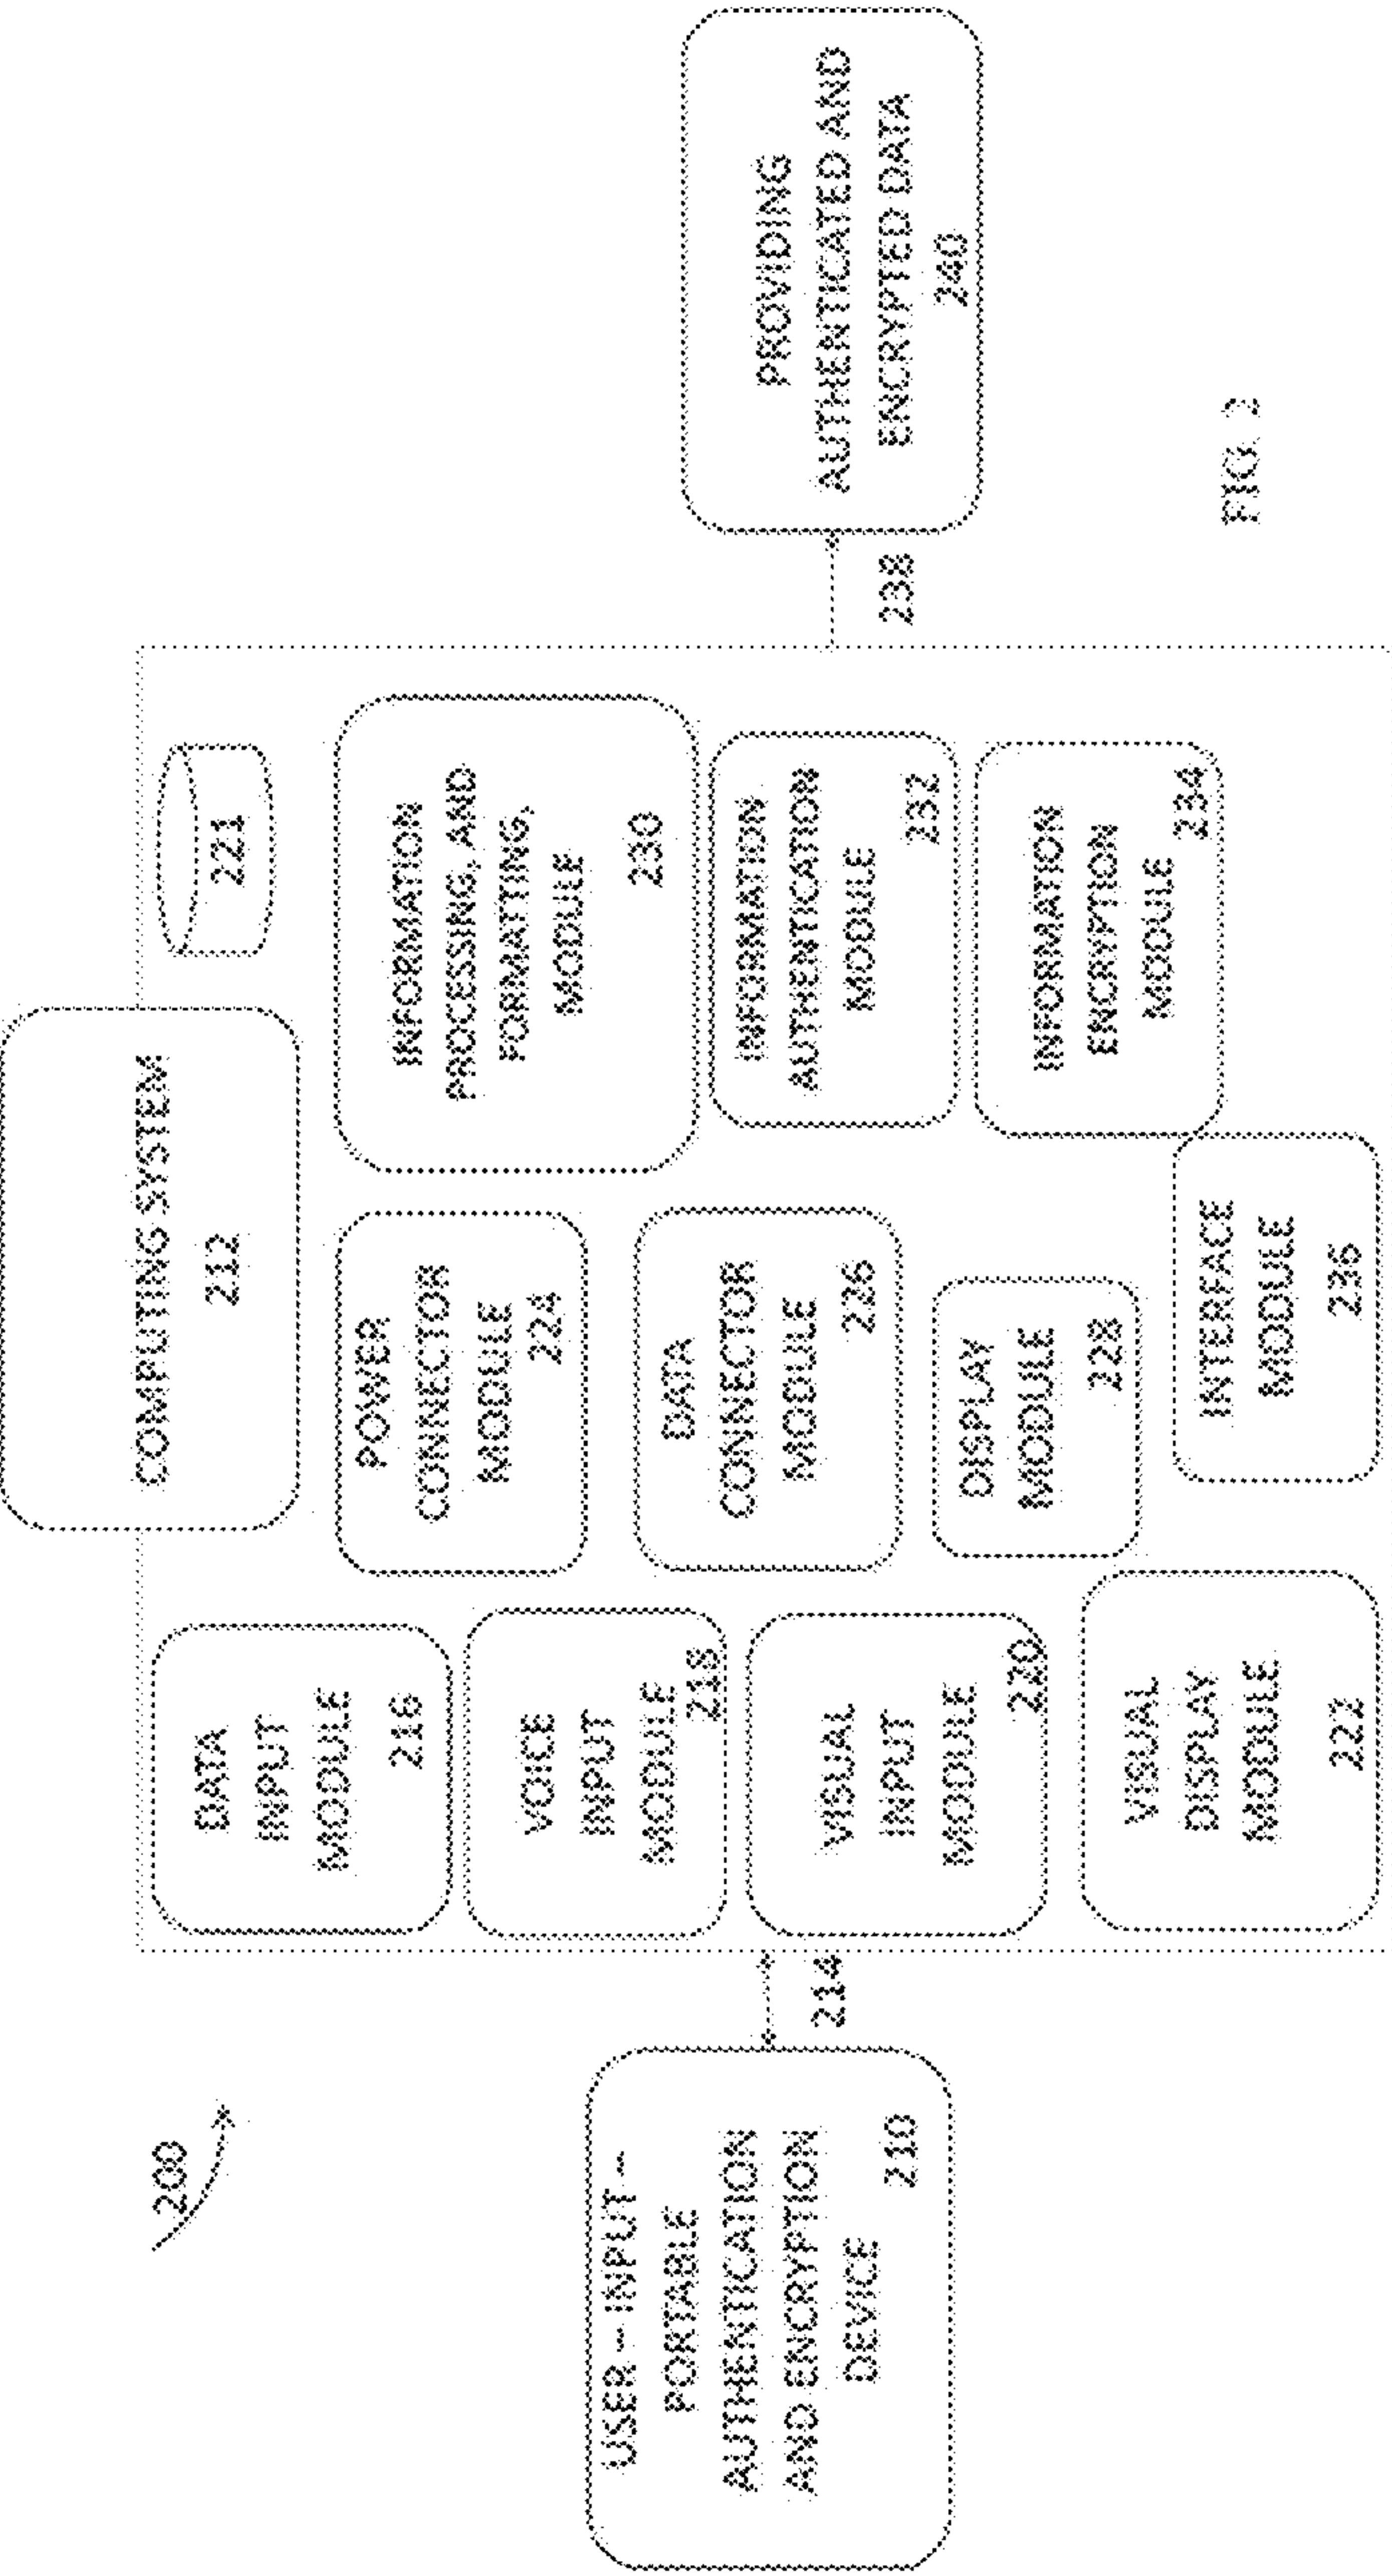 200
USER – INPUT –
PORTABLE
AUTHENTICATION
AND ENCRYPTION
DEVICE
210
214
COMPUTING SYSTEM
212
DATA
INPUT
MODULE
216
VOICE
INPUT
MODULE
218
VISUAL
INPUT
MODULE
220
VISUAL
DISPLAY
MODULE
222
POWER
CONNECTOR
MODULE
224
DATA
CONNECTOR
MODULE
226
DISPLAY
MODULE
228
INTERFACE
MODULE
236
221
INFORMATION
PROCESSING, AND
FORMATTING,
MODULE
230
INFORMATION
AUTHENTICATION
MODULE
232
INFORMATION
ENCRYPTION
MODULE
234
238
PROVIDING
AUTHENTICATED AND
ENCRYPTED DATA
240
FIG. 2